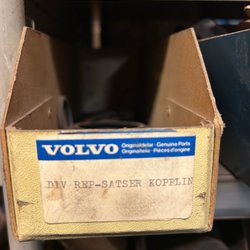 VOLVO
Originaldelar · Genuine Parts
Originalteile · Pièces d'origine
DIV REP-SATSER KOPPLIN